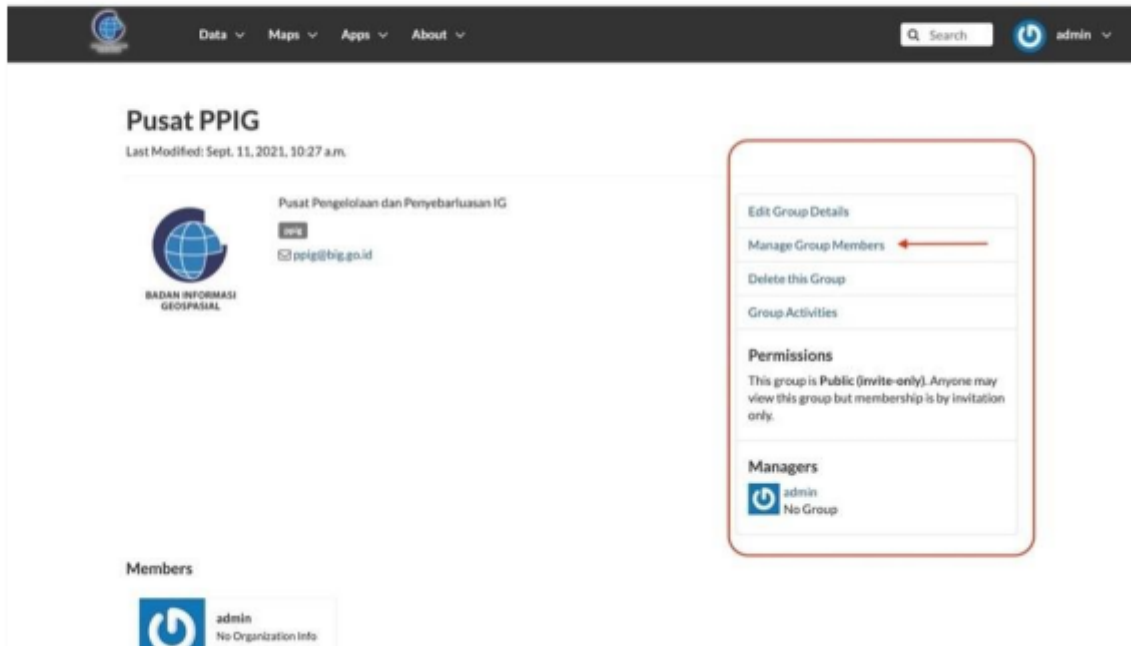 Data Maps Apps About Search admin
Pusat PPIG
Last Modified: Sept. 11, 2021, 10:27 a.m.
Pusat Pengelolaan dan Penyebarluasan IG
ppig
ppig@big.go.id
BADAN INFORMASI
GEOSPASIAL
Edit Group Details
Manage Group Members
Delete this Group
Group Activities
Permissions
This group is Public (invite-only). Anyone may
view this group but membership is by invitation
only.
Managers
admin
No Group
Members
admin
No Organization Info